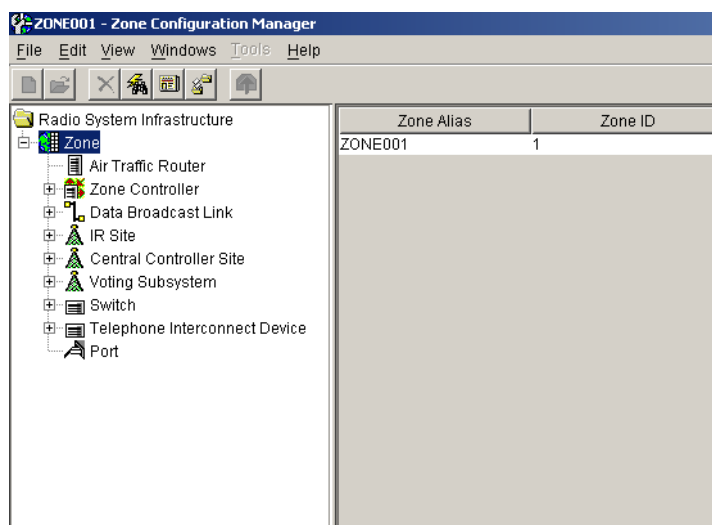 ZONE001 - Zone Configuration Manager
File Edit View Windows Tools Help
Radio System Infrastructure
Zone
Air Traffic Router
Zone Controller
Data Broadcast Link
IR Site
Central Controller Site
Voting Subsystem
Switch
Telephone Interconnect Device
Port
Zone Alias Zone ID
ZONE001 1